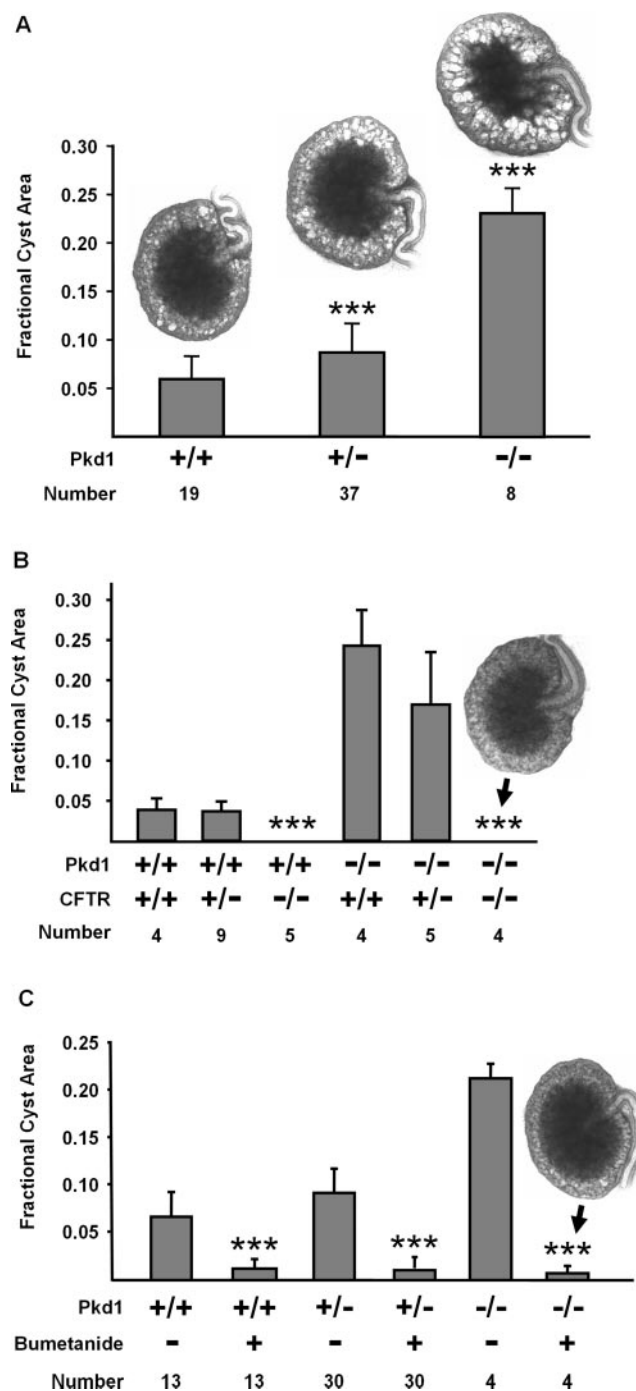 A
Fractional Cyst Area
0.30
0.25
0.20
0.15
0.10
0.05
***
***
Pkd1 +/+ +/- -/-
Number 19 37 8
B
Fractional Cyst Area
0.30
0.25
0.20
0.15
0.10
0.05
*** ***
Pkd1 +/+ +/+ +/+ -/- -/- -/-
CFTR +/+ +/- -/- +/+ +/- -/-
Number 4 9 5 4 5 4
C
Fractional Cyst Area
0.25
0.20
0.15
0.10
0.05
*** *** ***
Pkd1 +/+ +/+ +/- +/- -/- -/-
Bumetanide - + - + - +
Number 13 13 30 30 4 4